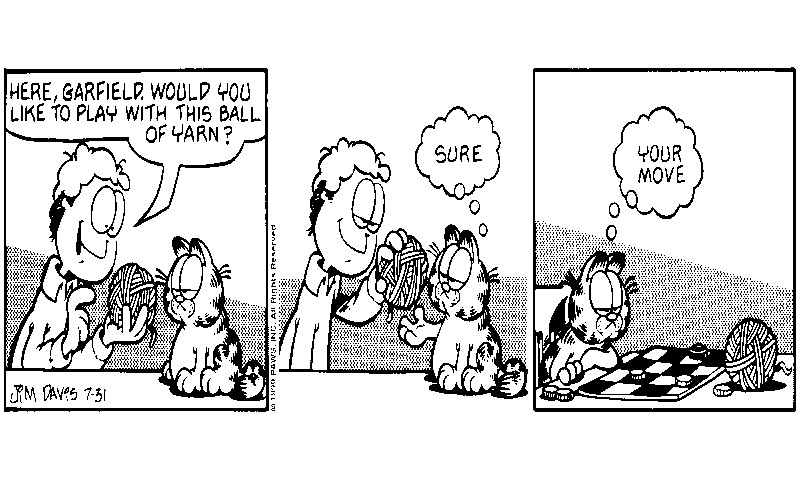 HERE, GARFIELD. WOULD YOU
LIKE TO PLAY WITH THIS BALL
OF YARN?
JIM DAVIS 7-31
SURE
YOUR
MOVE